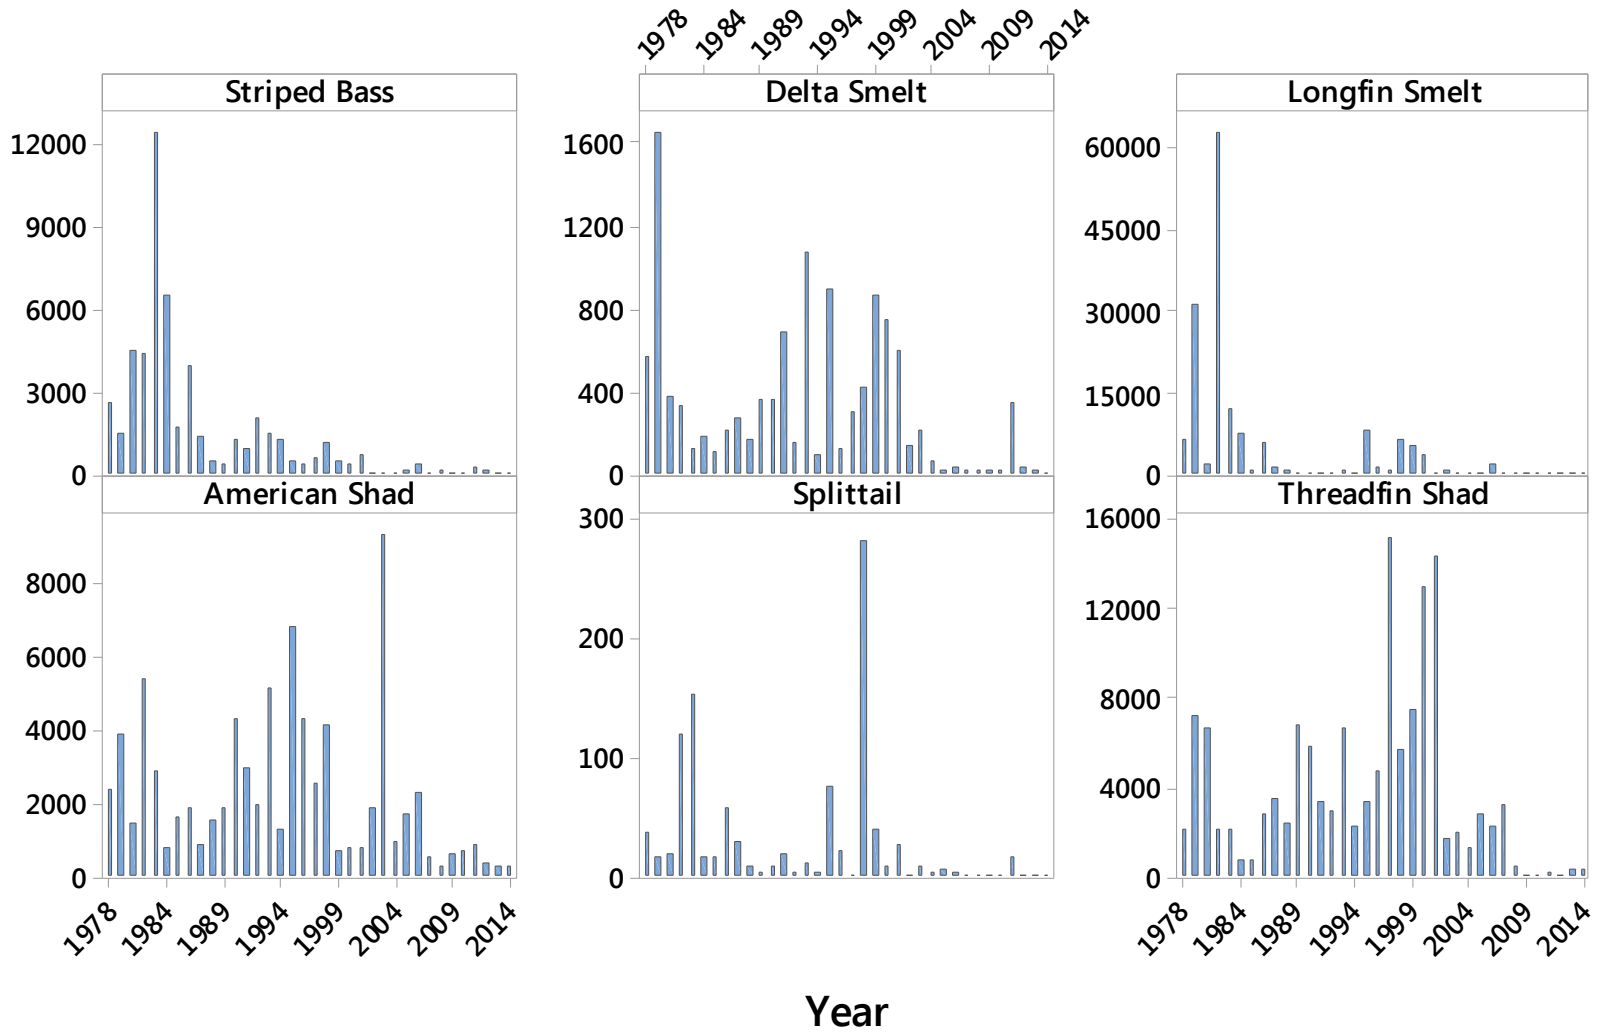 1978 1984 1989 1994 1999 2004 2009 2014
Striped Bass
12000
9000
6000
3000
0
Delta Smelt
1600
1200
800
400
0
Longfin Smelt
60000
45000
30000
15000
0
American Shad
8000
6000
4000
2000
0
1978 1984 1989 1994 1999 2004 2009 2014
Splittail
300
200
100
0
Threadfin Shad
16000
12000
8000
4000
0
1978 1984 1989 1994 1999 2004 2009 2014
Year